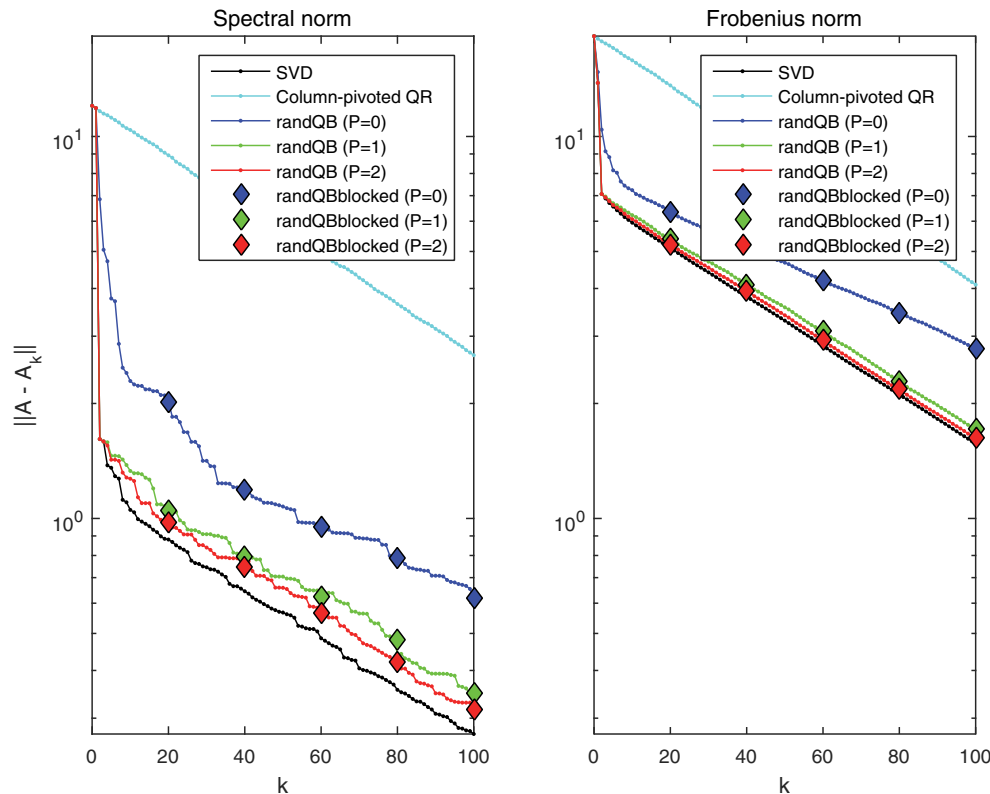 Spectral norm
||A - A_k||
10^1
10^0
SVD
Column-pivoted QR
randQB (P=0)
randQB (P=1)
randQB (P=2)
randQBblocked (P=0)
randQBblocked (P=1)
randQBblocked (P=2)
0 20 40 60 80 100
k
Frobenius norm
10^1
10^0
SVD
Column-pivoted QR
randQB (P=0)
randQB (P=1)
randQB (P=2)
randQBblocked (P=0)
randQBblocked (P=1)
randQBblocked (P=2)
0 20 40 60 80 100
k